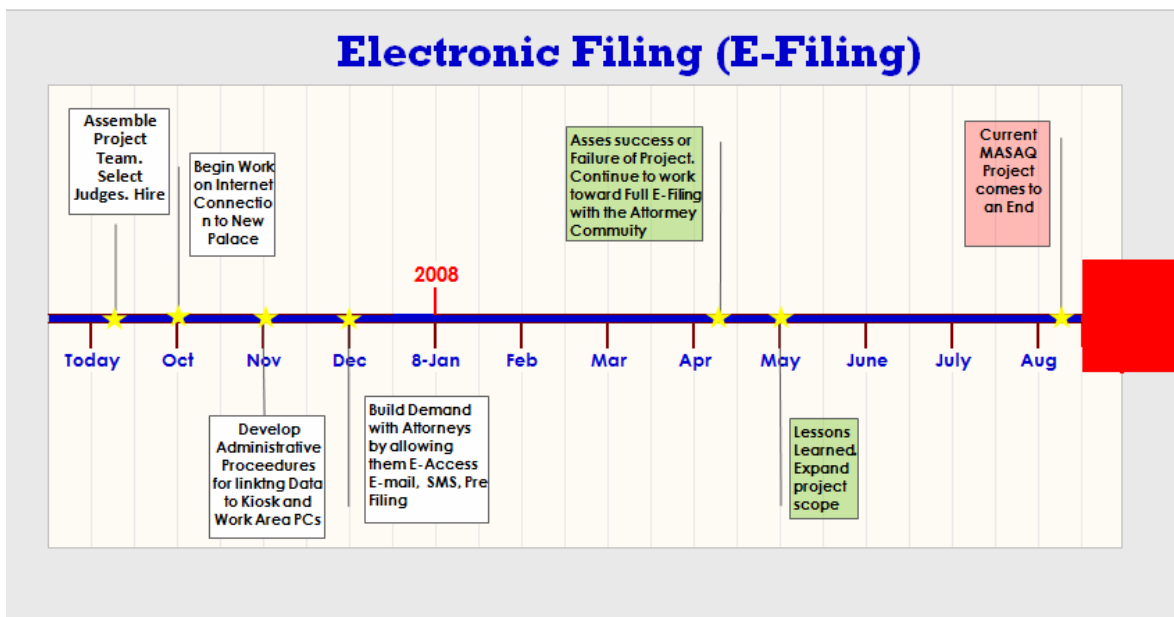 Electronic Filing (E-Filing)
Assemble
Project
Team.
Select
Judges. Hire
Begin Work
on Internet
Connectio
n to New
Palace
Asses success or
Failure of Project.
Continue to work
toward Full E-Filing
with the Attormey
Commuity
Current
MASAQ
Project
comes to
an End
2008
Today Oct Nov Dec 8-Jan Feb Mar Apr May June July Aug
Develop
Administrative
Proceedures
for linktng Data
to Kiosk and
Work Area PCs
Build Demand
with Attorneys
by allowing
them E-Access
E-mail, SMS, Pre
Filing
Lessons
Learned.
Expand
project
scope